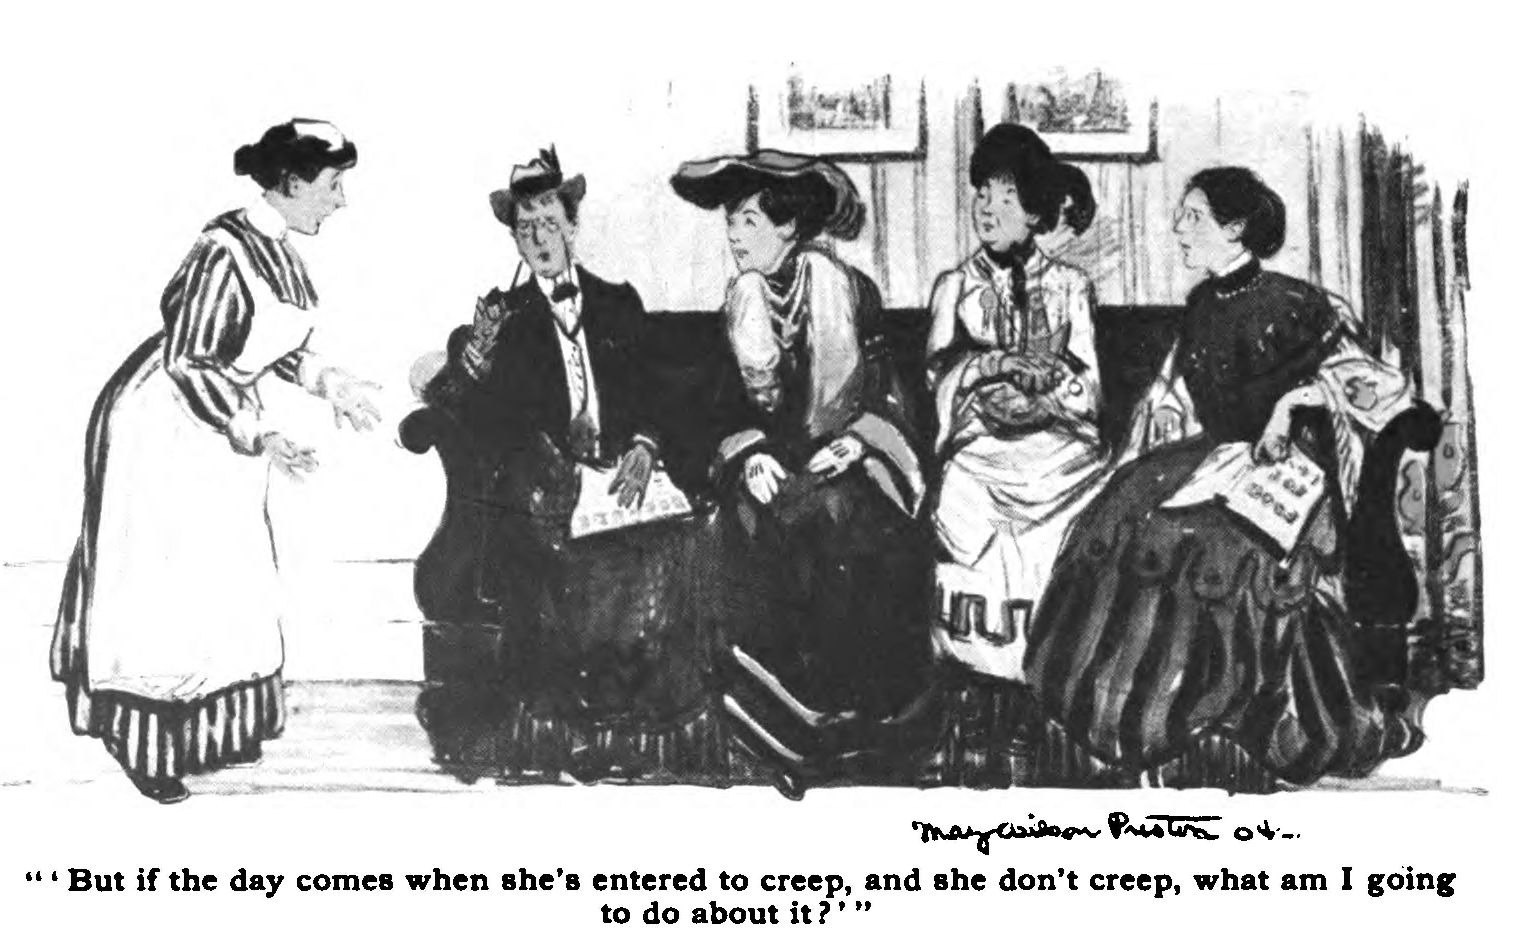 Mary Wilson Preston 04-.
“‘But if the day comes when she's entered to creep, and she don't creep, what am I going
to do about it?’”